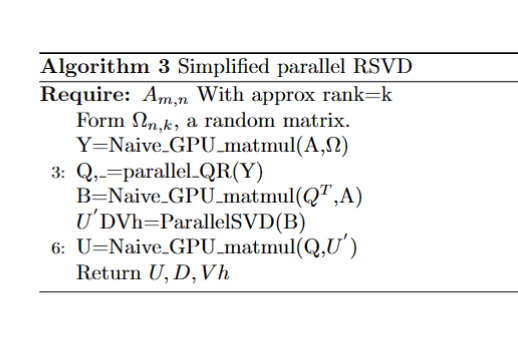 Algorithm 3 Simplified parallel RSVD
Require: A_{m,n} With approx rank=k
Form Ω_{n,k}, a random matrix.
Y=Naive_GPU_matmul(A,Ω)
3: Q,_=parallel_QR(Y)
B=Naive_GPU_matmul(Q^T,A)
U′DVh=ParallelSVD(B)
6: U=Naive_GPU_matmul(Q,U′)
Return U, D, Vh